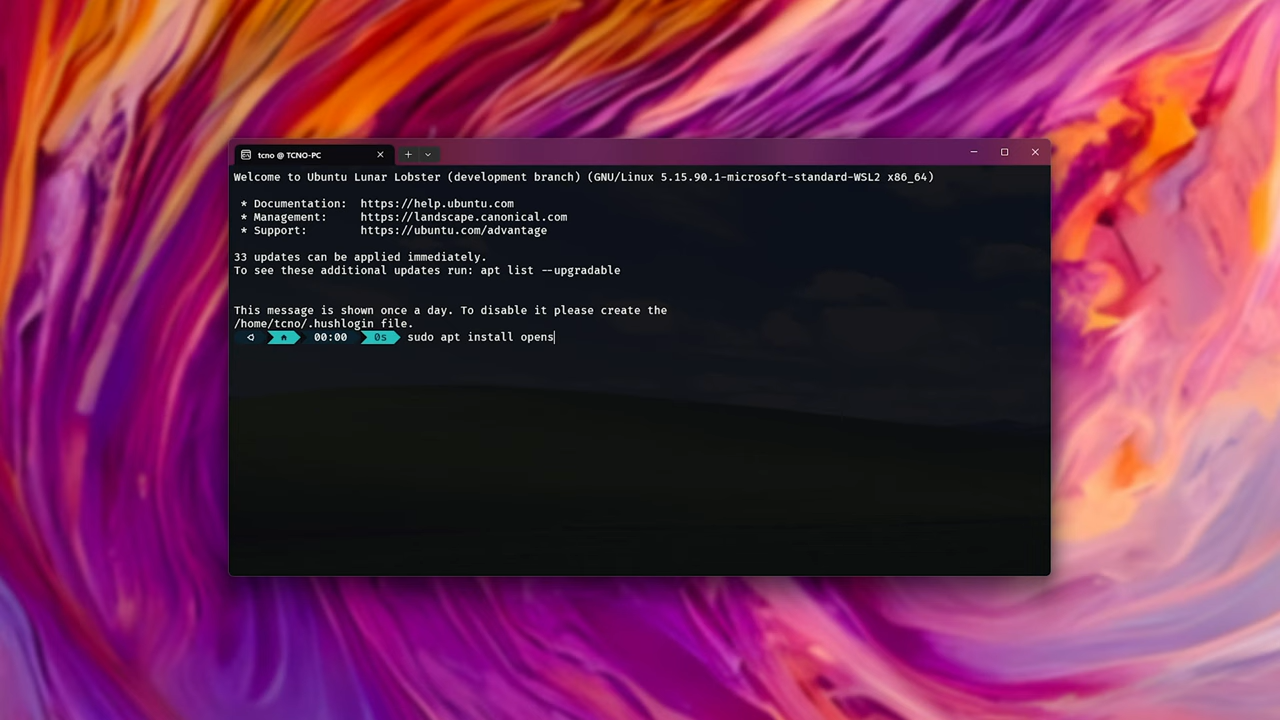 tcno @ TCNO-PC
Welcome to Ubuntu Lunar Lobster (development branch) (GNU/Linux 5.15.90.1-microsoft-standard-WSL2 x86_64)
* Documentation:  https://help.ubuntu.com
* Management:     https://landscape.canonical.com
* Support:        https://ubuntu.com/advantage
33 updates can be applied immediately.
To see these additional updates run: apt list --upgradable
This message is shown once a day. To disable it please create the
/home/tcno/.hushlogin file.
00:00 0s sudo apt install opens